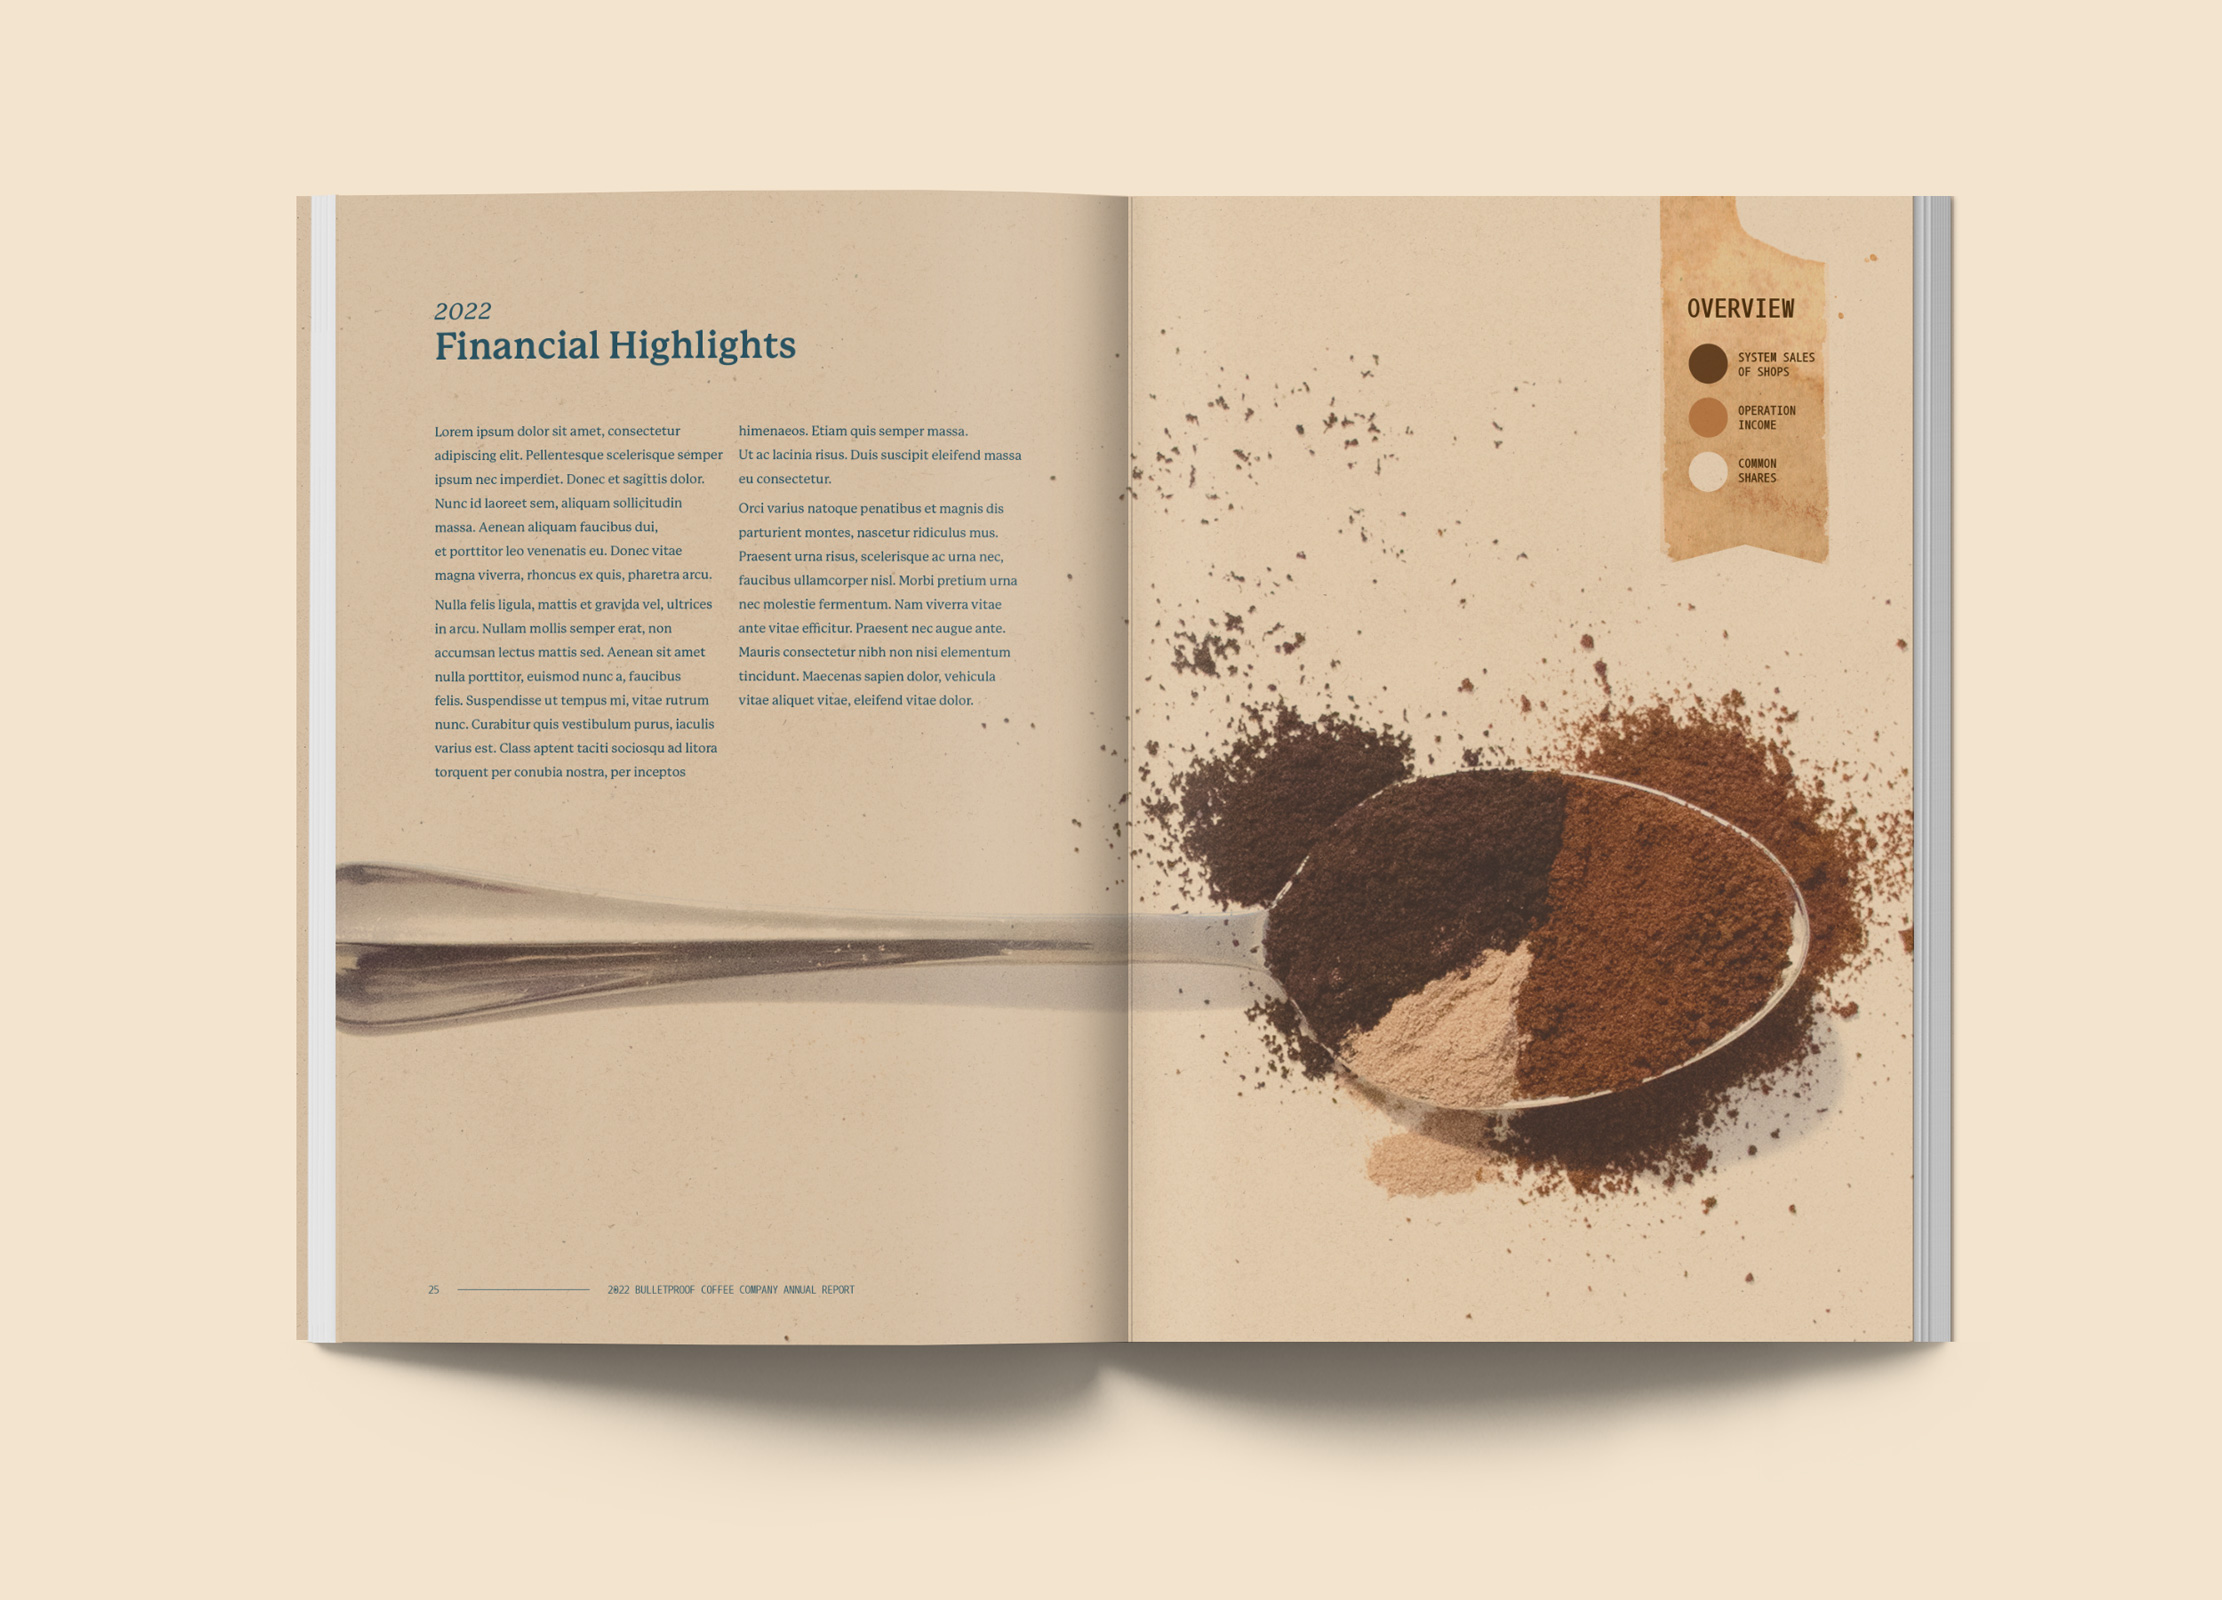 2022
Financial Highlights
Lorem ipsum dolor sit amet, consectetur
adipiscing elit. Pellentesque scelerisque semper
ipsum nec imperdiet. Donec et sagittis dolor.
Nunc id laoreet sem, aliquam sollicitudin
massa. Aenean aliquam faucibus dui,
et porttitor leo venenatis eu. Donec vitae
magna viverra, rhoncus ex quis, pharetra arcu.
Nulla felis ligula, mattis et gravida vel, ultrices
in arcu. Nullam mollis semper erat, non
accumsan lectus mattis sed. Aenean sit amet
nulla porttitor, euismod nunc a, faucibus
felis. Suspendisse ut tempus mi, vitae rutrum
nunc. Curabitur quis vestibulum purus, iaculis
varius est. Class aptent taciti sociosqu ad litora
torquent per conubia nostra, per inceptos
himenaeos. Etiam quis semper massa.
Ut ac lacinia risus. Duis suscipit eleifend massa
eu consectetur.
Orci varius natoque penatibus et magnis dis
parturient montes, nascetur ridiculus mus.
Praesent urna risus, scelerisque ac urna nec,
faucibus ullamcorper nisl. Morbi pretium urna
nec molestie fermentum. Nam viverra vitae
ante vitae efficitur. Praesent nec augue ante.
Mauris consectetur nibh non nisi elementum
tincidunt. Maecenas sapien dolor, vehicula
vitae aliquet vitae, eleifend vitae dolor.
25
2022 BULLETPROOF COFFEE COMPANY ANNUAL REPORT
OVERVIEW
SYSTEM SALES
OF SHOPS
OPERATION
INCOME
COMMON
SHARES